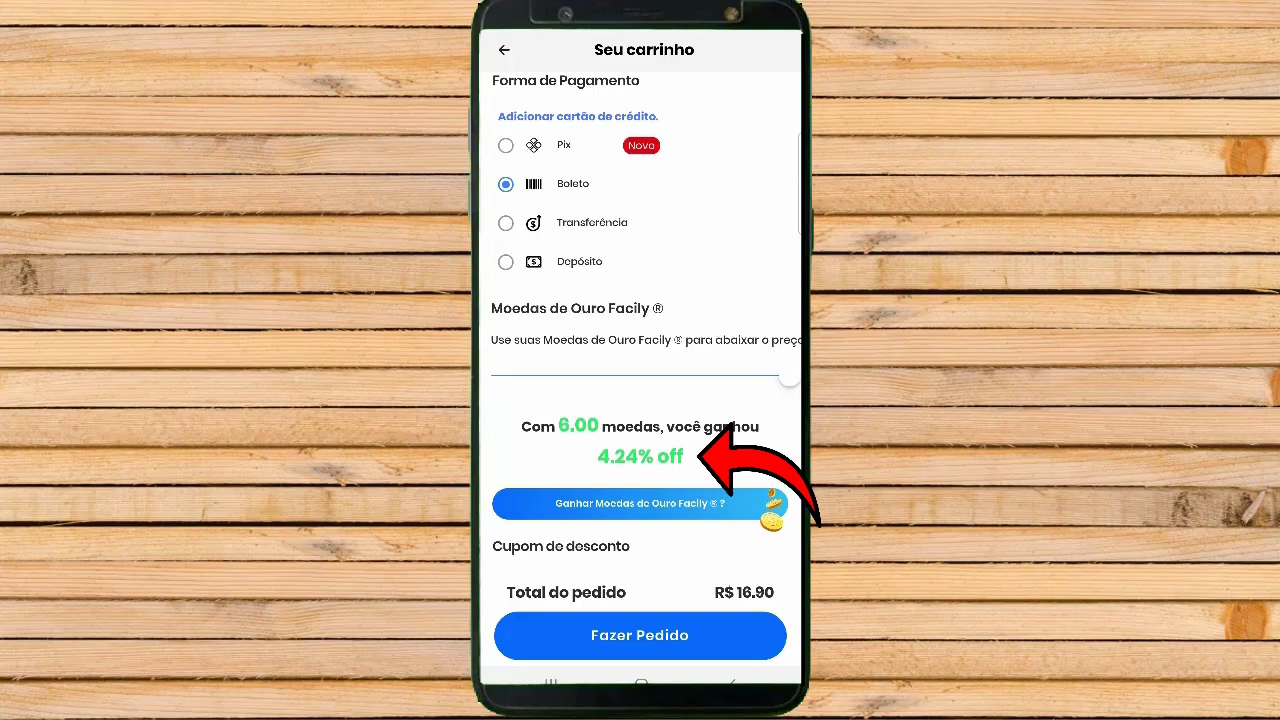 Seu carrinho
Forma de Pagamento
Adicionar cartão de crédito.
Pix Novo
Boleto
Transferência
Depósito
Moedas de Ouro Facily ®
Use suas Moedas de Ouro Facily ® para abaixar o preço
Com 6.00 moedas, você ganhou
4.24% off
Ganhar Moedas de Ouro Facily ® ?
Cupom de desconto
Total do pedido R$ 16.90
Fazer Pedido